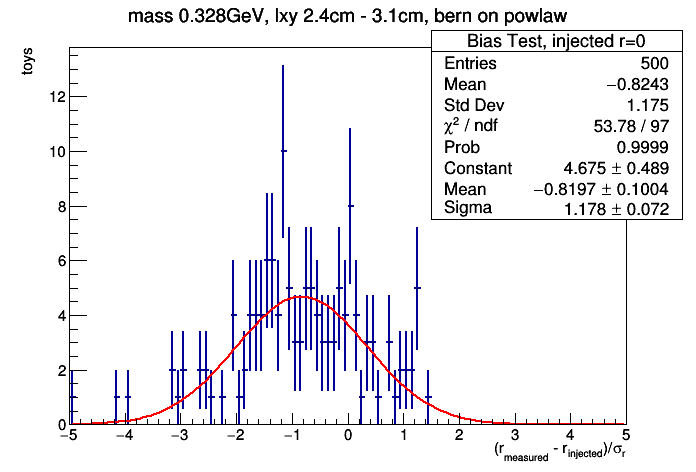 mass 0.328GeV, lxy 2.4cm - 3.1cm, bern on powlaw
toys
Bias Test, injected r=0
Entries 500
Mean −0.8243
Std Dev 1.175
χ² / ndf 53.78 / 97
Prob 0.9999
Constant 4.675 ± 0.489
Mean −0.8197 ± 0.1004
Sigma 1.178 ± 0.072
12
10
8
6
4
2
0
−5 −4 −3 −2 −1 0 1 2 3 4 5
(r_measured - r_injected)/σ_r